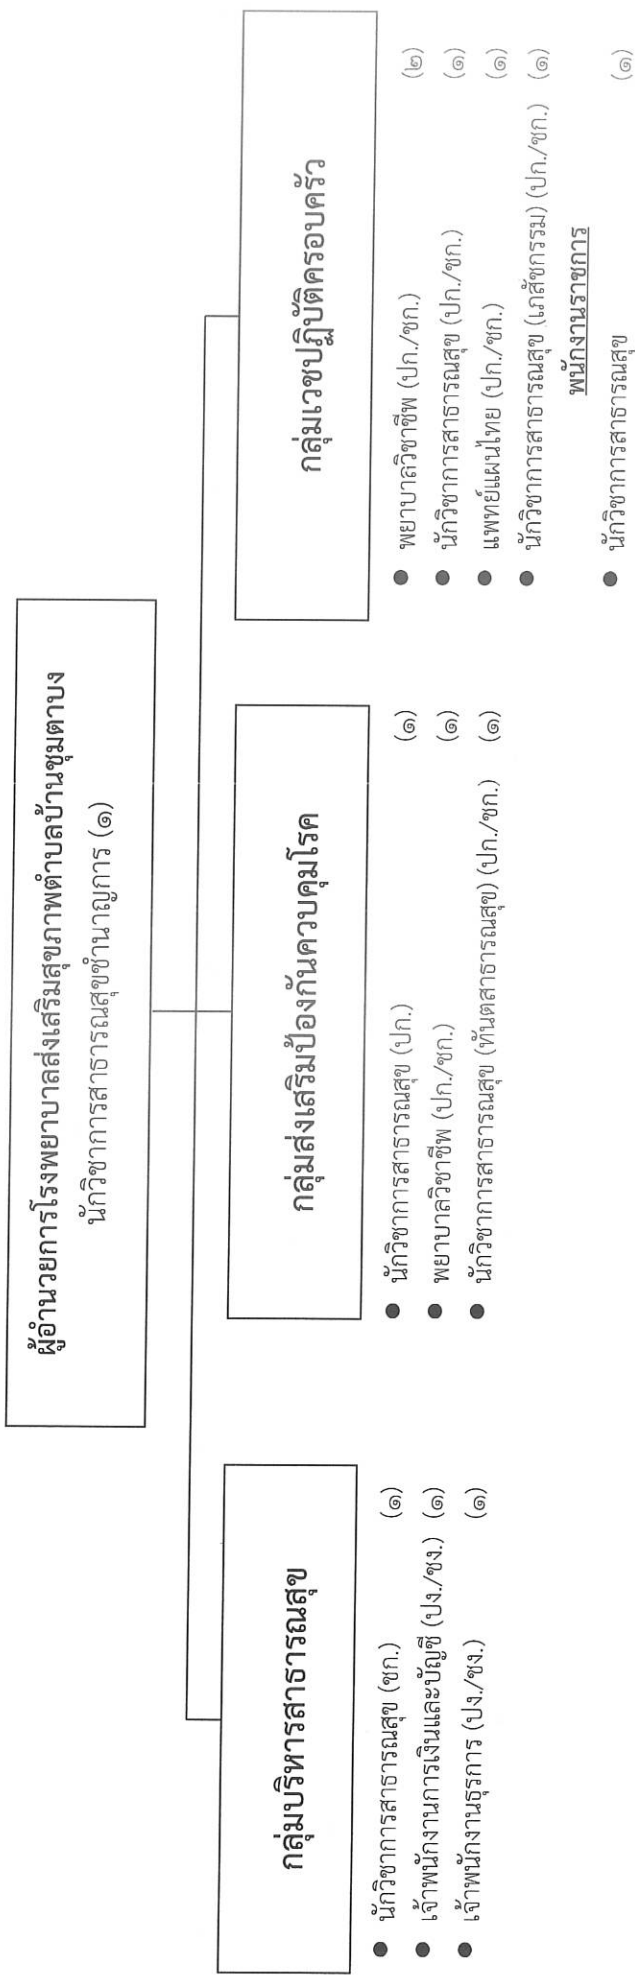 ผู้อำนวยการโรงพยาบาลส่งเสริมสุขภาพตำบลบ้านชุมตาบง
นักวิชาการสาธารณสุขชำนาญการ (๑)
กลุ่มบริหารสาธารณสุข
● นักวิชาการสาธารณสุข (ชก.) (๑)
● เจ้าพนักงานการเงินและบัญชี (ปง./ชง.) (๑)
● เจ้าพนักงานธุรการ (ปง./ชง.) (๑)
กลุ่มส่งเสริมป้องกันควบคุมโรค
● นักวิชาการสาธารณสุข (ปก.) (๑)
● พยาบาลวิชาชีพ (ปก./ชก.) (๑)
● นักวิชาการสาธารณสุข (ทันตสาธารณสุข) (ปก./ชก.) (๑)
กลุ่มเวชปฏิบัติครอบครัว
● พยาบาลวิชาชีพ (ปก./ชก.) (๒)
● นักวิชาการสาธารณสุข (ปก./ชก.) (๑)
● แพทย์แผนไทย (ปก./ชก.) (๑)
● นักวิชาการสาธารณสุข (เภสัชกรรม) (ปก./ชก.) (๑)
พนักงานราชการ
● นักวิชาการสาธารณสุข (๑)